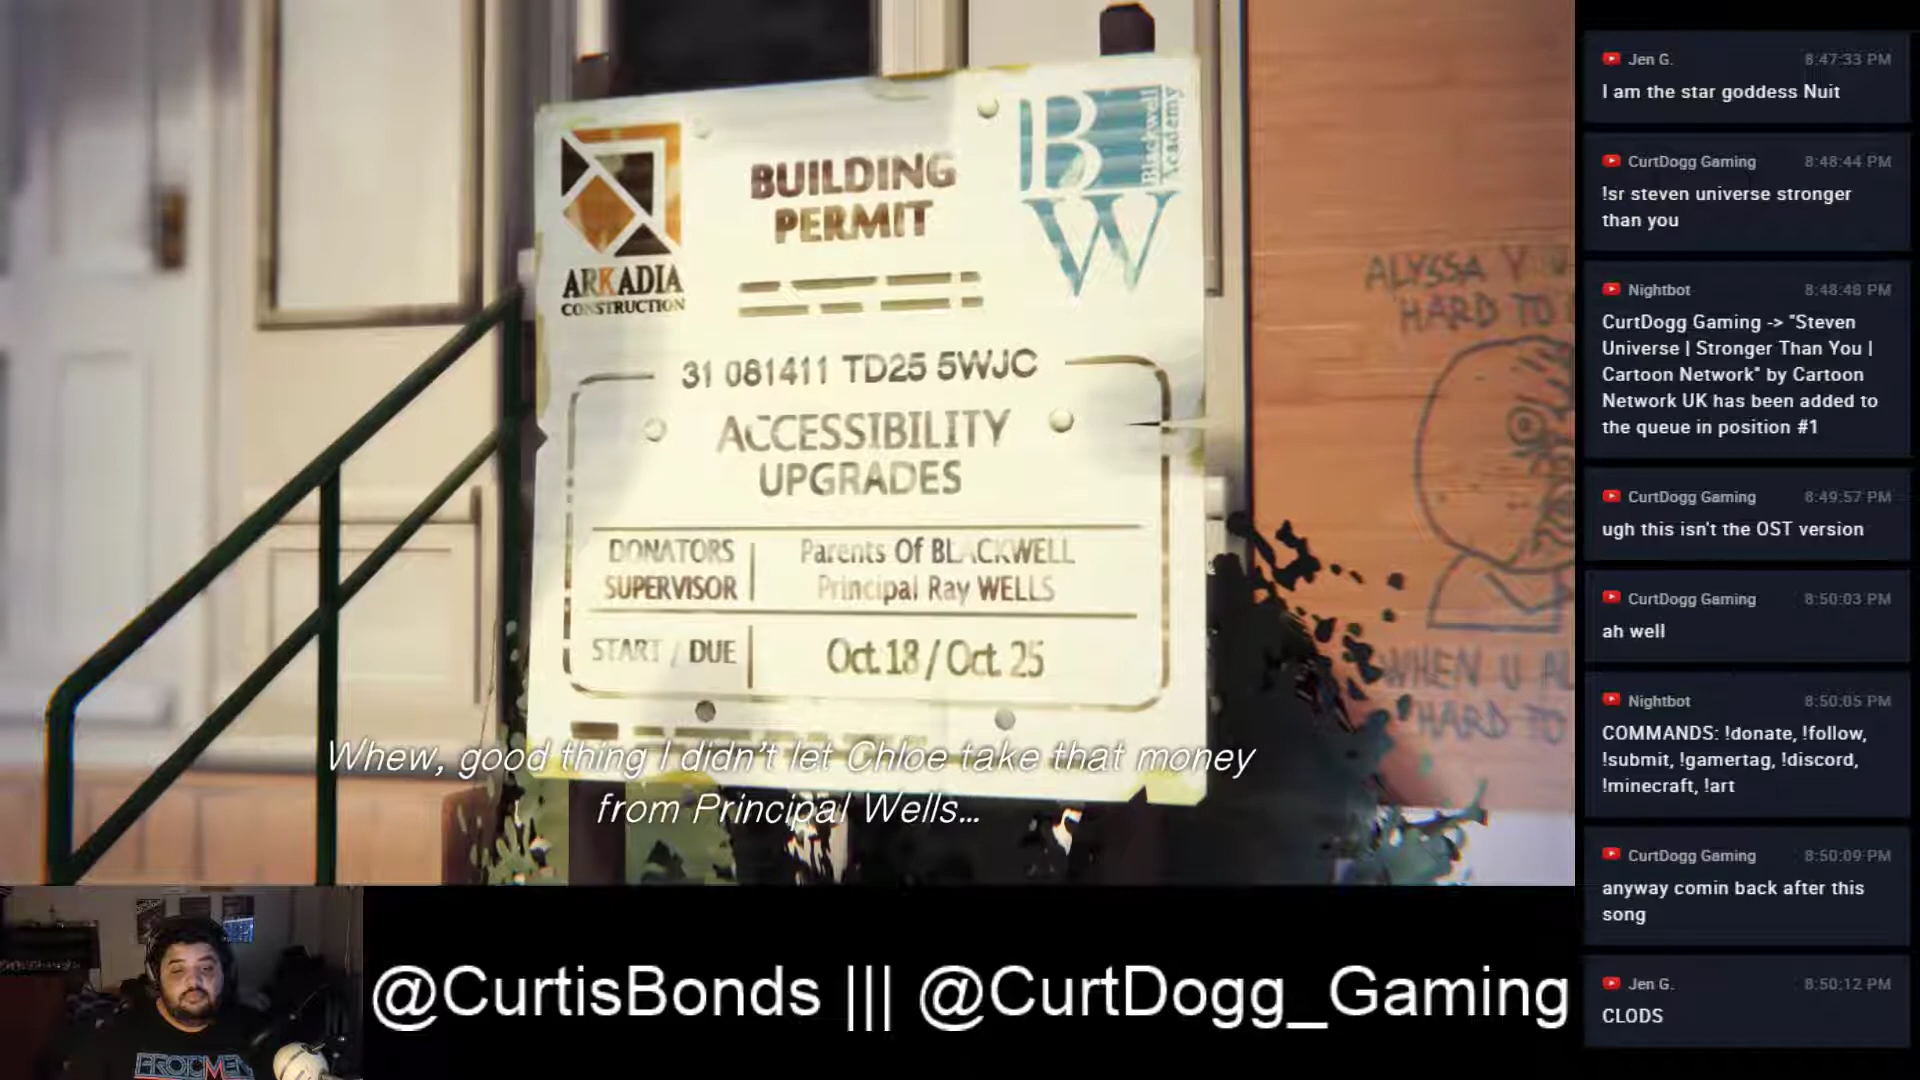 ARKADIA
CONSTRUCTION
BUILDING
PERMIT
BW
Blackwell
Academy
31 081411 TD25 5WJC
ACCESSIBILITY
UPGRADES
DONATORS Parents Of BLACKWELL
SUPERVISOR Principal Ray WELLS
START / DUE Oct. 18 / Oct. 25
ALYSSA
HARD TO
WHEN U
HARD TO
Whew, good thing I didn't let Chloe take that money
from Principal Wells...
PROTOMEN
@CurtisBonds ||| @CurtDogg_Gaming
Jen G. 8:47:33 PM
I am the star goddess Nuit
CurtDogg Gaming 8:48:44 PM
!sr steven universe stronger
than you
Nightbot 8:48:48 PM
CurtDogg Gaming -> "Steven
Universe | Stronger Than You |
Cartoon Network" by Cartoon
Network UK has been added to
the queue in position #1
CurtDogg Gaming 8:49:57 PM
ugh this isn't the OST version
CurtDogg Gaming 8:50:03 PM
ah well
Nightbot 8:50:05 PM
COMMANDS: !donate, !follow,
!submit, !gamertag, !discord,
!minecraft, !art
CurtDogg Gaming 8:50:09 PM
anyway comin back after this
song
Jen G. 8:50:12 PM
CLODS